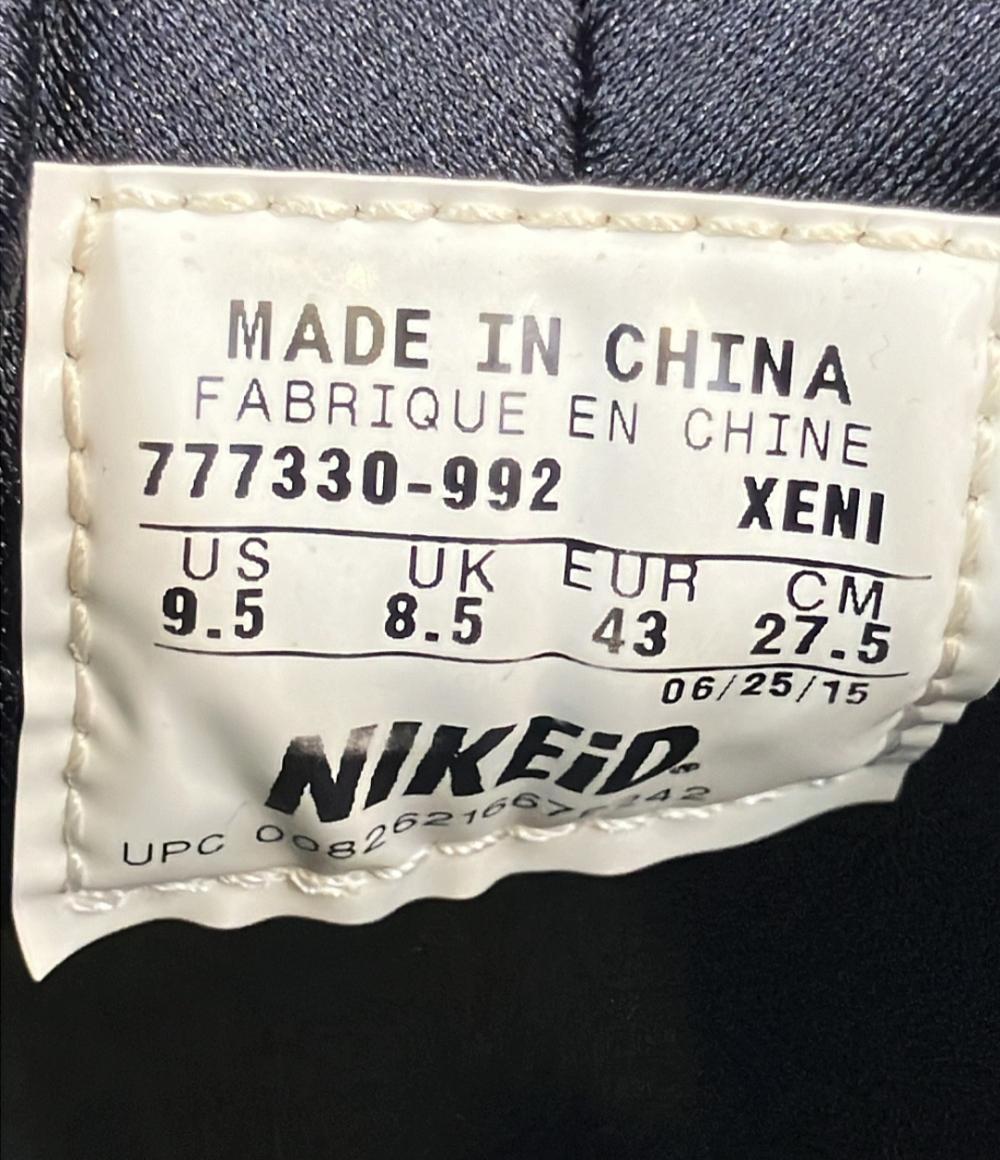 MADE IN CHINA
FABRIQUE EN CHINE
777330-992 XENI
US UK EUR CM
9.5 8.5 43 27.5
06/25/15
NIKEiD
UPC